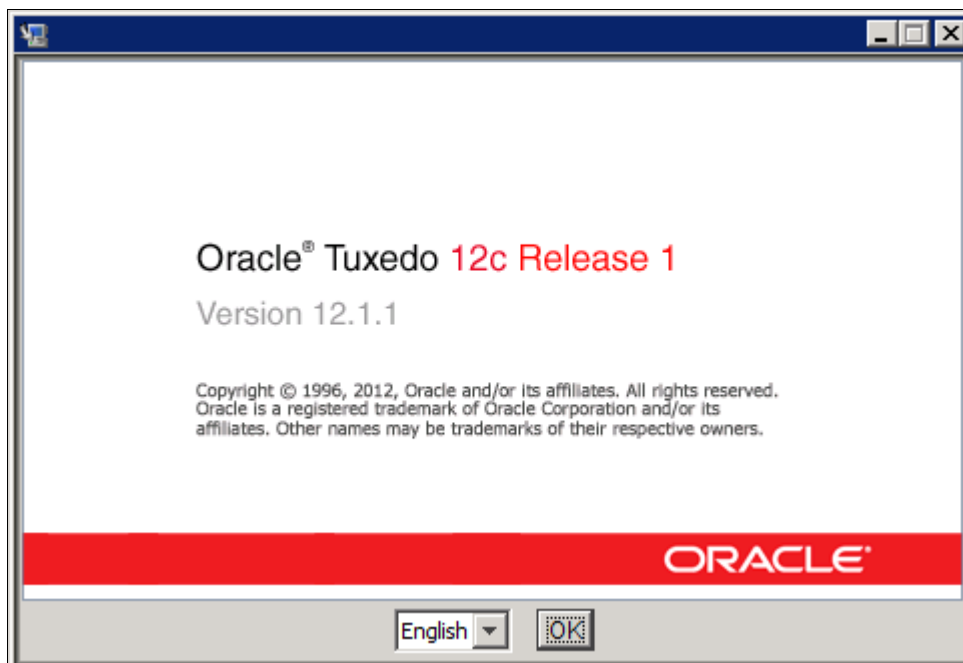 Oracle® Tuxedo 12c Release 1
Version 12.1.1
Copyright © 1996, 2012, Oracle and/or its affiliates. All rights reserved.
Oracle is a registered trademark of Oracle Corporation and/or its
affiliates. Other names may be trademarks of their respective owners.
ORACLE®
English OK